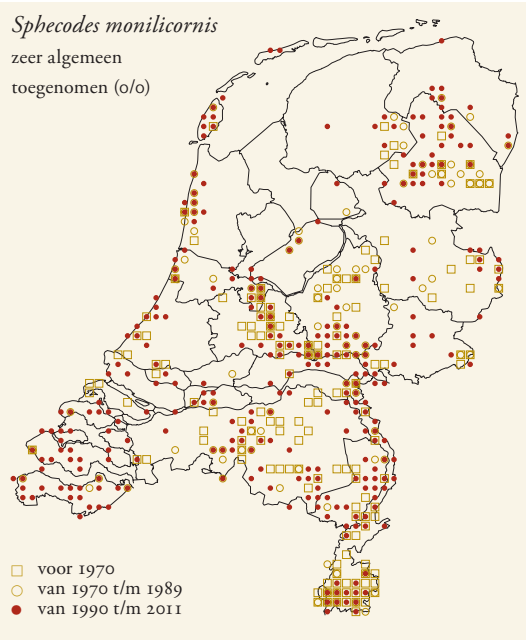 Sphecodes monilicornis
zeer algemeen
toegenomen (0/0)
voor 1970
van 1970 t/m 1989
van 1990 t/m 2011